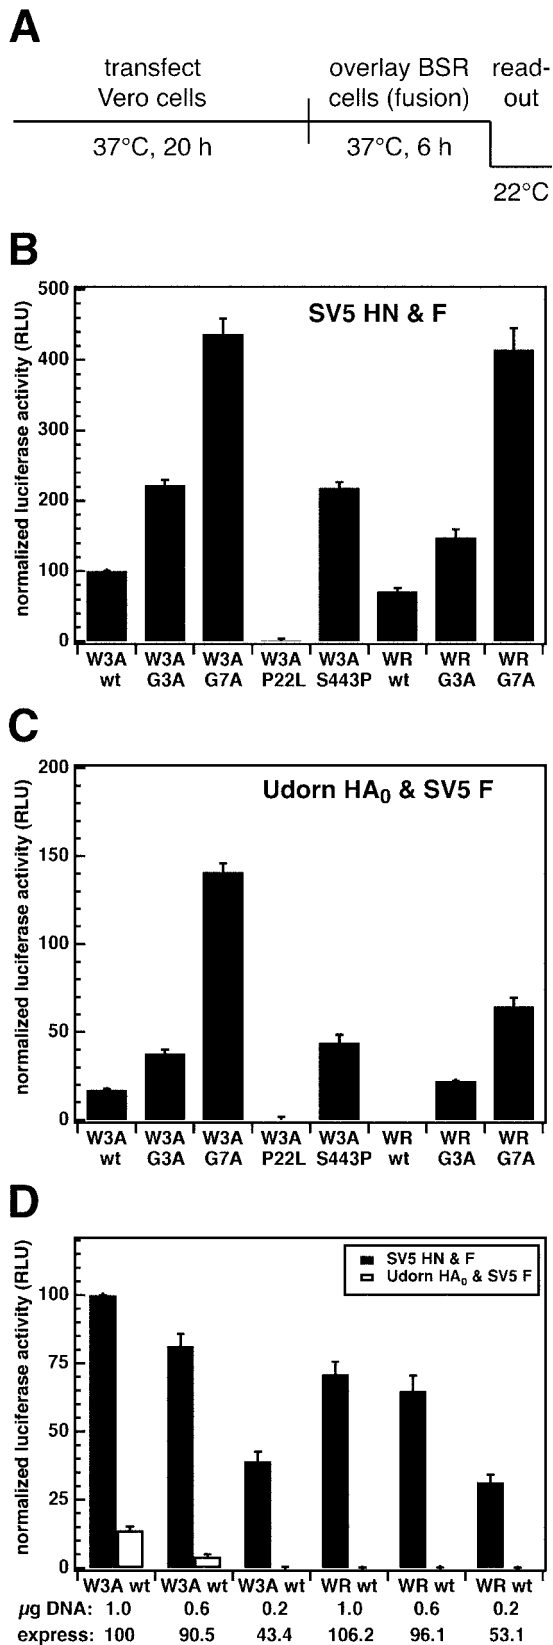 A
transfect overlay BSR read-
Vero cells cells (fusion) out
37°C, 20 h 37°C, 6 h
22°C
B
normalized luciferase activity (RLU)
500
400
300
200
100
0
SV5 HN & F
W3A W3A W3A W3A W3A WR WR WR
wt G3A G7A P22L S443P wt G3A G7A
C
normalized luciferase activity (RLU)
200
150
100
50
0
Udorn HA₀ & SV5 F
W3A W3A W3A W3A W3A WR WR WR
wt G3A G7A P22L S443P wt G3A G7A
D
normalized luciferase activity (RLU)
100
75
50
25
0
SV5 HN & F
Udorn HA₀ & SV5 F
W3A wt W3A wt W3A wt WR wt WR wt WR wt
µg DNA: 1.0 0.6 0.2 1.0 0.6 0.2
express: 100 90.5 43.4 106.2 96.1 53.1